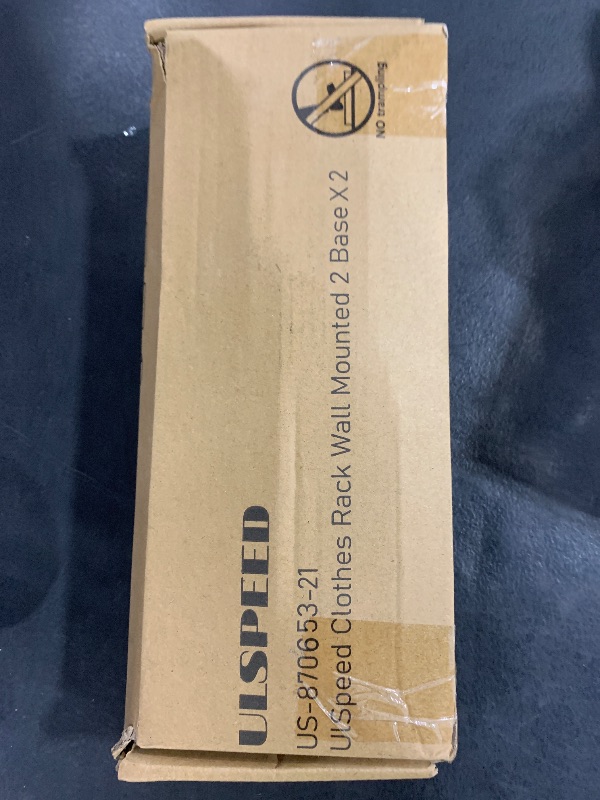 ULSPEED
US-870653-21
UlSpeed Clothes Rack Wall Mounted 2 Base X 2
NO trampling